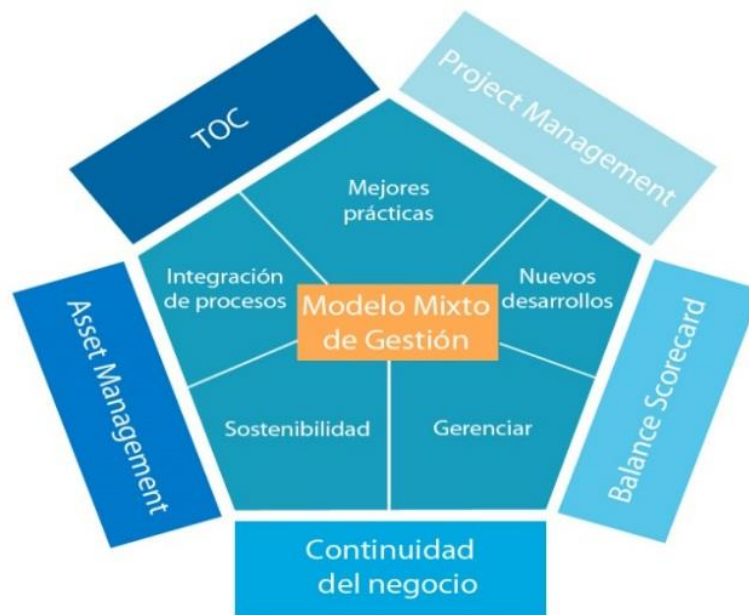 TOC
Project Management
Mejores
prácticas
Integración
de procesos
Nuevos
desarrollos
Modelo Mixto
de Gestión
Asset Management
Balance Scorecard
Sostenibilidad
Gerenciar
Continuidad
del negocio